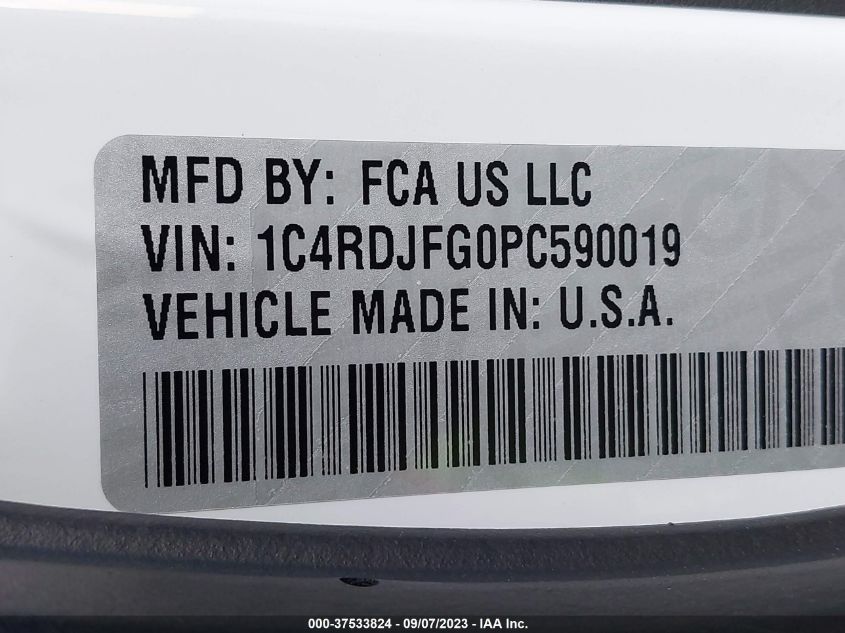 MFD BY: FCA US LLC
VIN: 1C4RDJFG0PC590019
VEHICLE MADE IN: U.S.A.
000-37533824 - 09/07/2023 - IAA Inc.